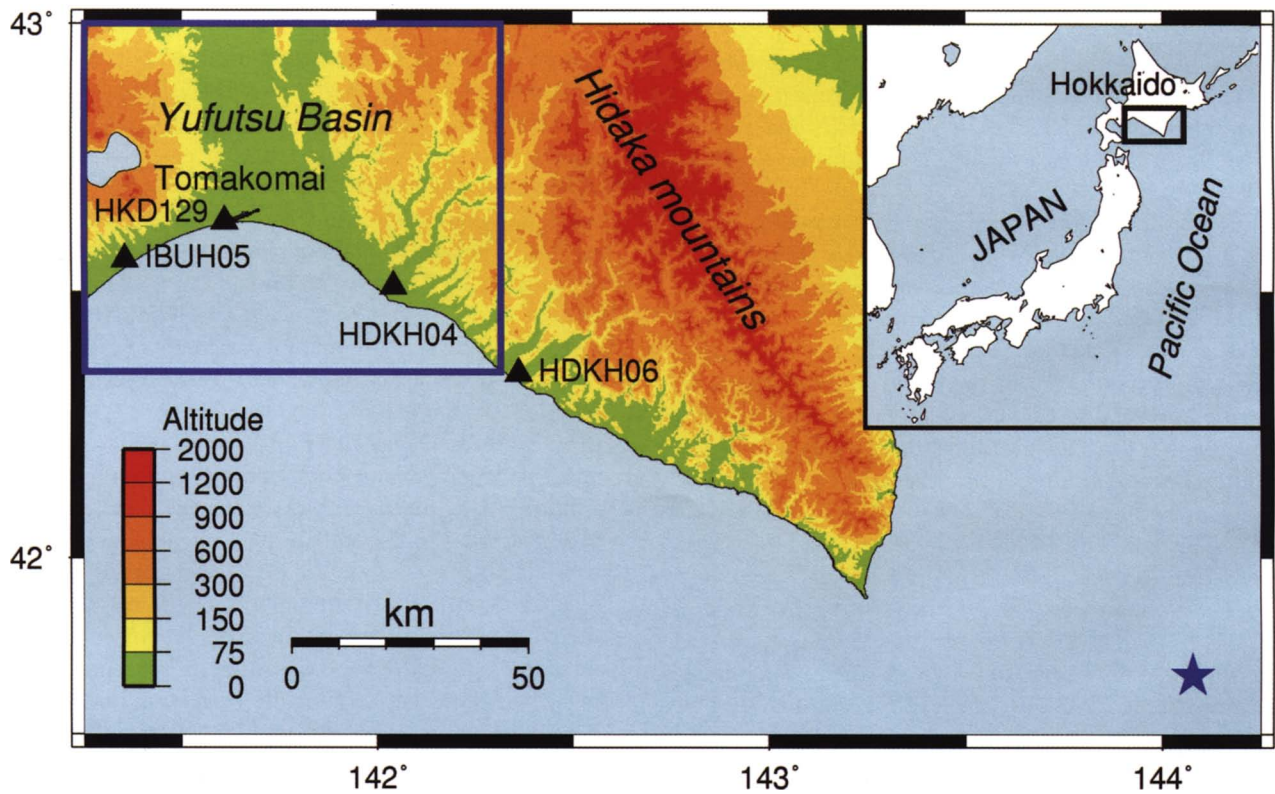 43°
Hokkaido
Yufutsu Basin
Hidaka mountains
Tomakomai
HKD129
IBUH05
JAPAN
Pacific Ocean
HDKH04
HDKH06
Altitude
2000
1200
900
600
300
150
75
0
42°
km
0
50
142°
143°
144°